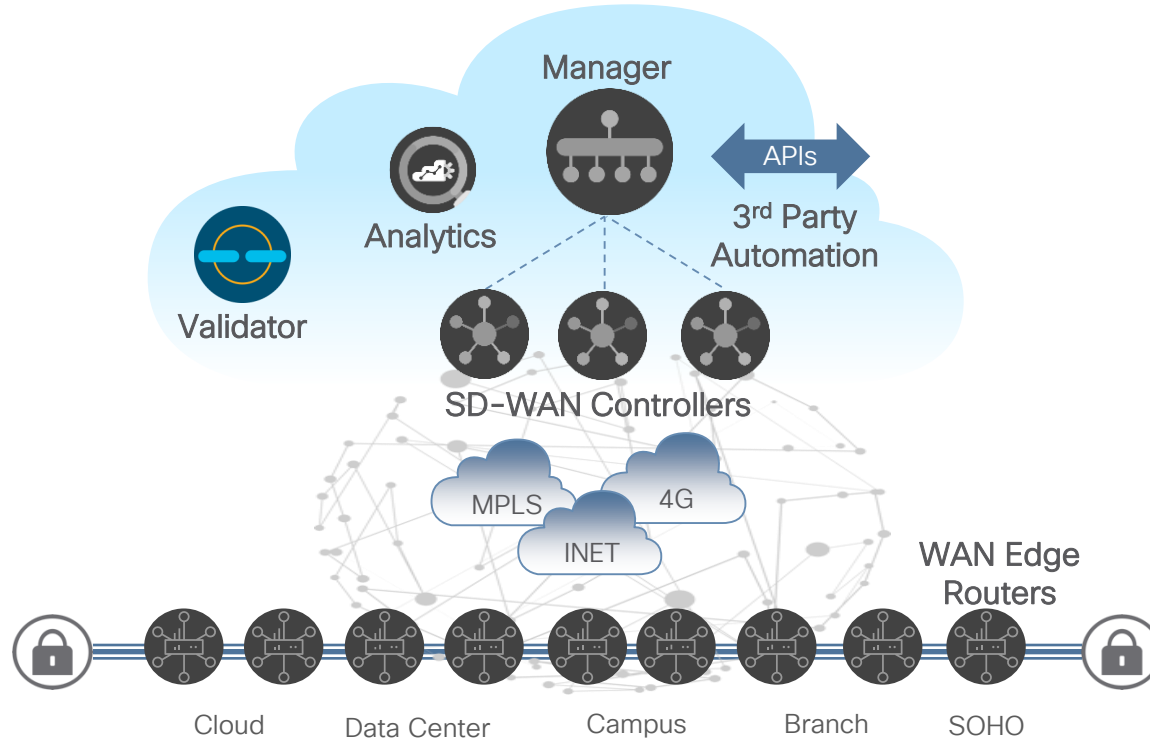 Manager
APIs
Analytics
3rd Party
Automation
Validator
SD-WAN Controllers
MPLS
4G
INET
WAN Edge
Routers
Cloud
Data Center
Campus
Branch
SOHO